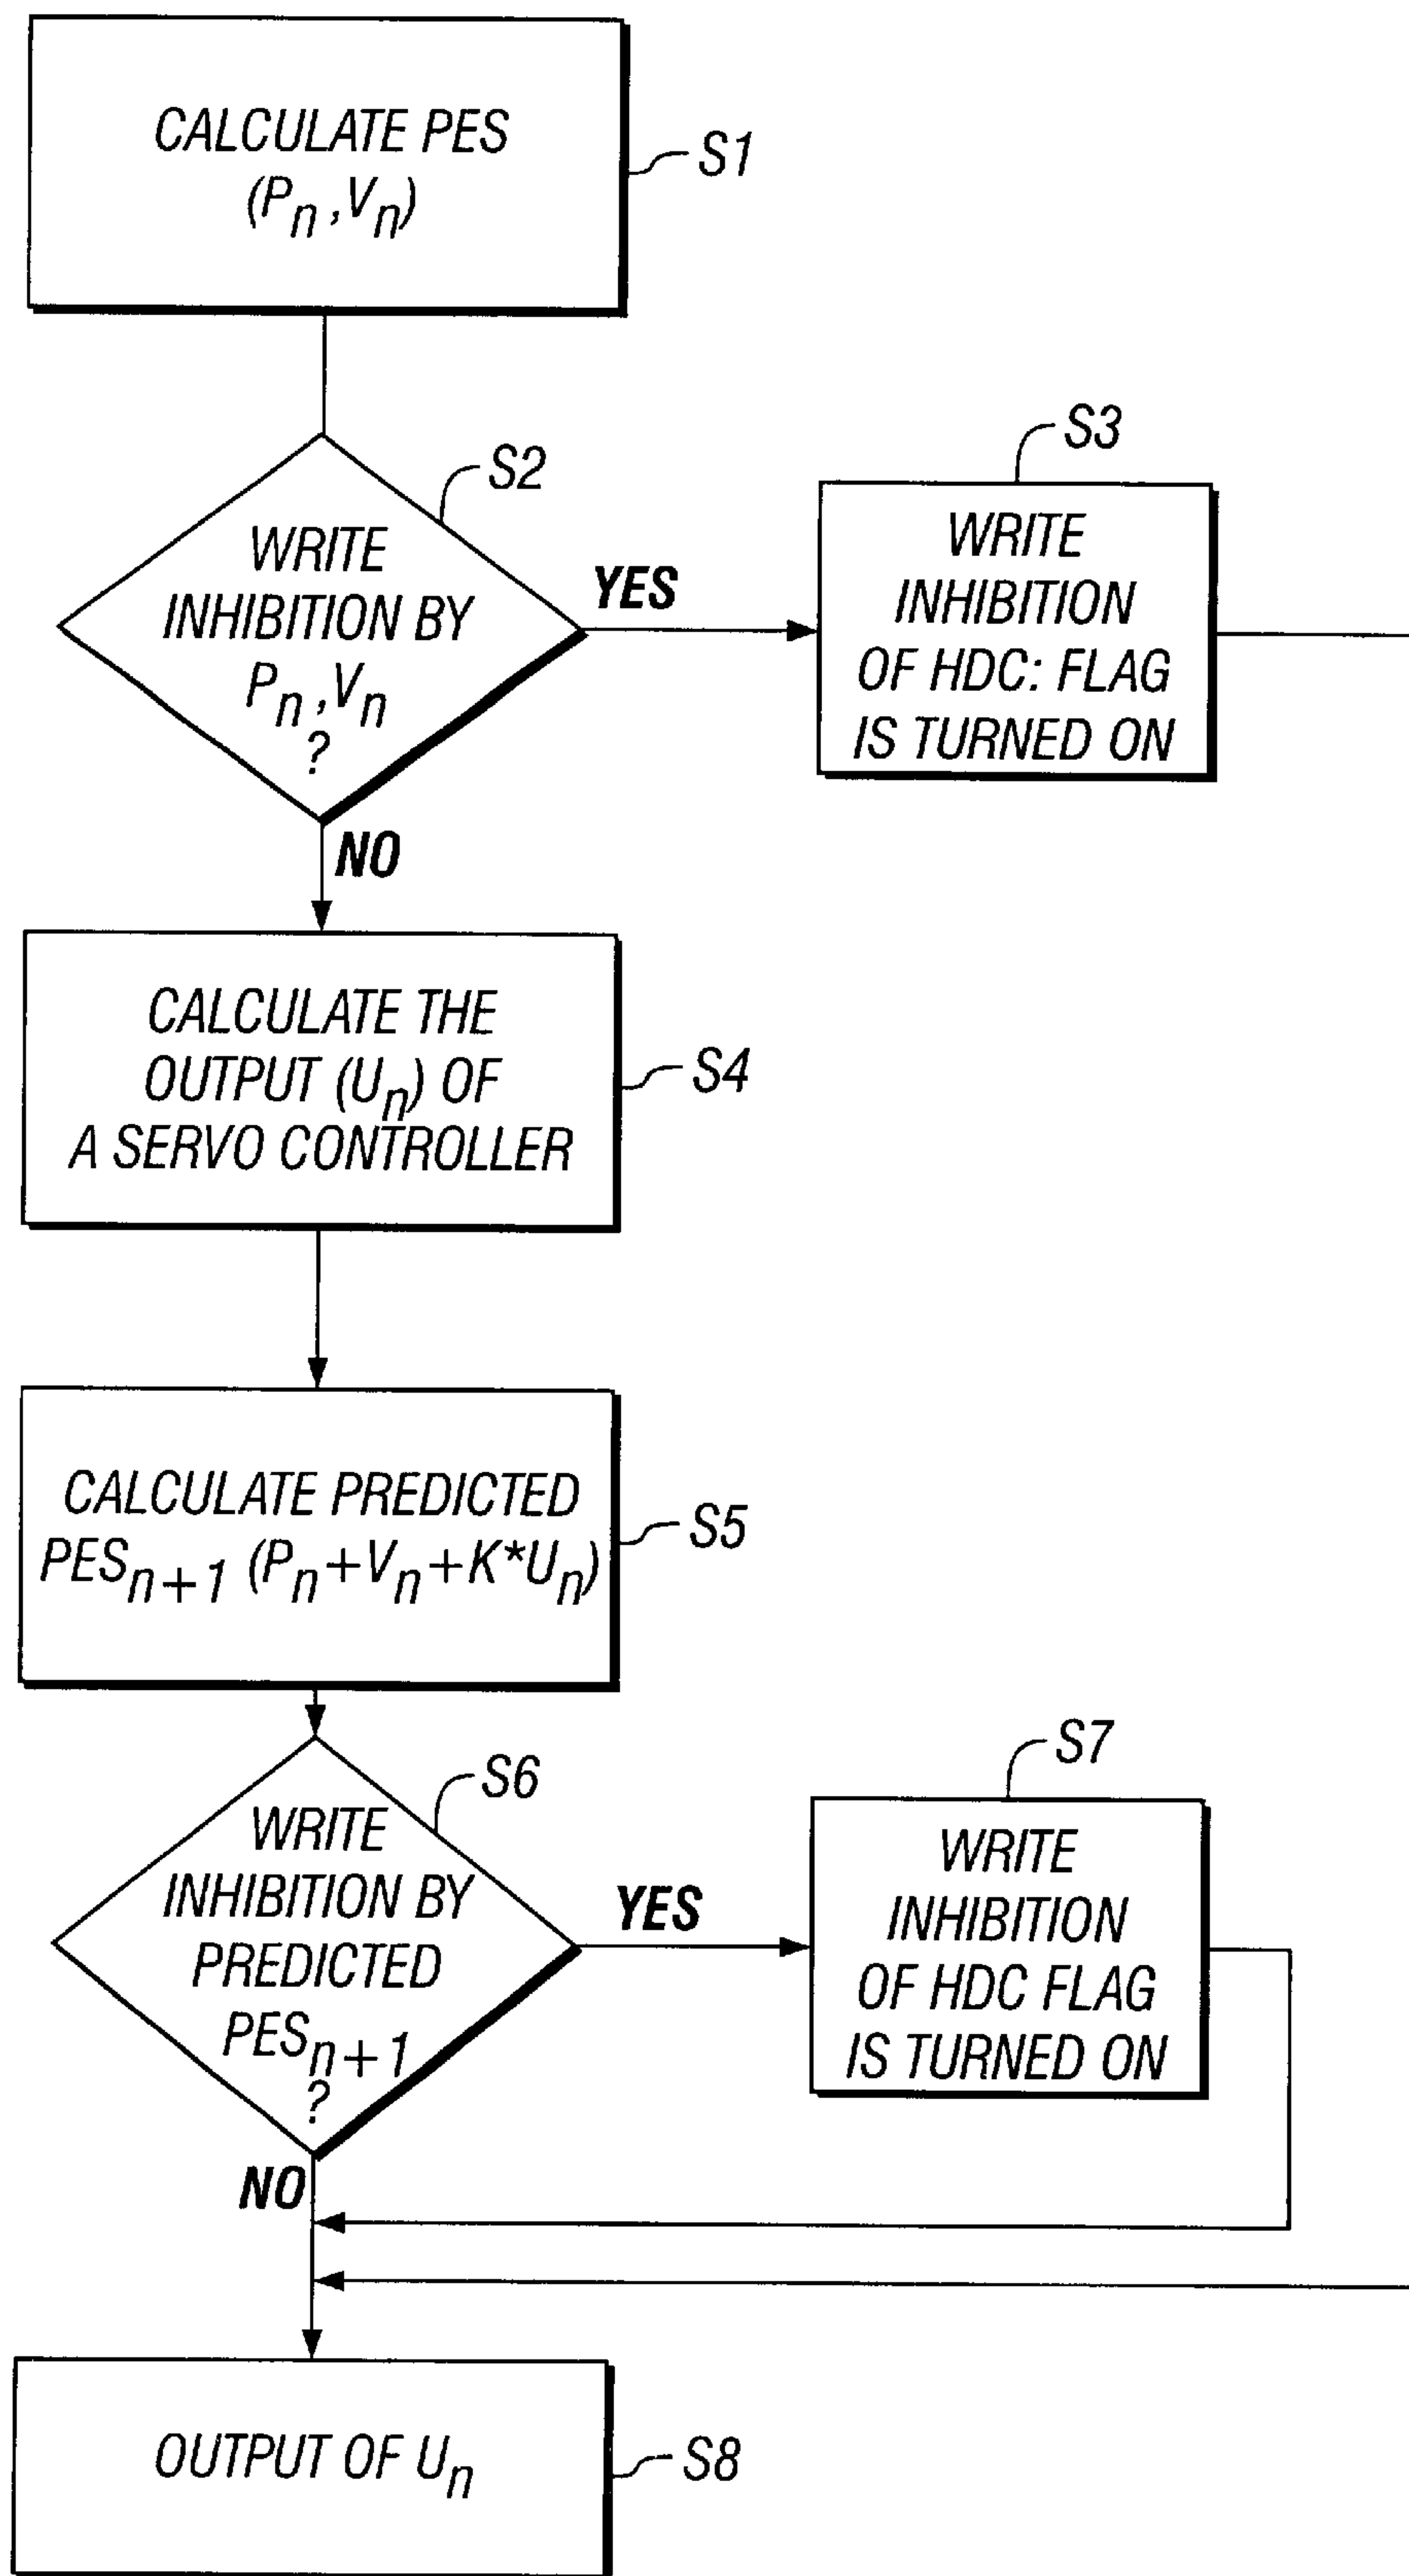 CALCULATE PES
(Pn,Vn)
S1
S2
WRITE
INHIBITION BY
Pn,Vn
?
YES
S3
WRITE
INHIBITION
OF HDC: FLAG
IS TURNED ON
NO
CALCULATE THE
OUTPUT (Un) OF
A SERVO CONTROLLER
S4
CALCULATE PREDICTED
PESn+1 (Pn+Vn+K*Un)
S5
S6
WRITE
INHIBITION BY
PREDICTED
PESn+1
?
YES
S7
WRITE
INHIBITION
OF HDC FLAG
IS TURNED ON
NO
OUTPUT OF Un
S8